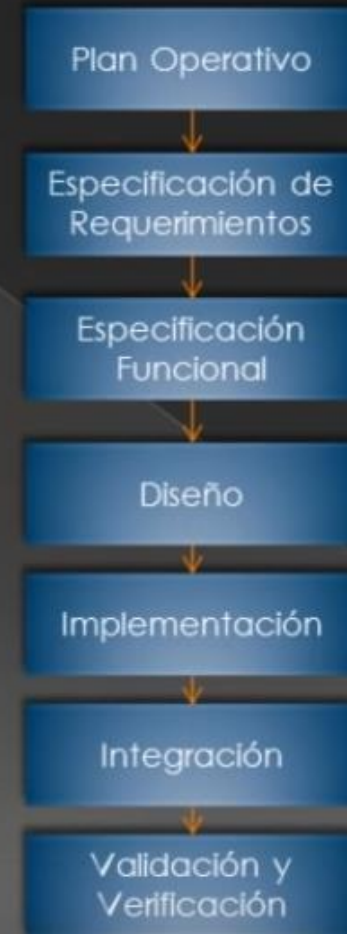 Plan Operativo
Especificación de
Requerimientos
Especificación
Funcional
Diseño
Implementación
Integración
Validación y
Verificación